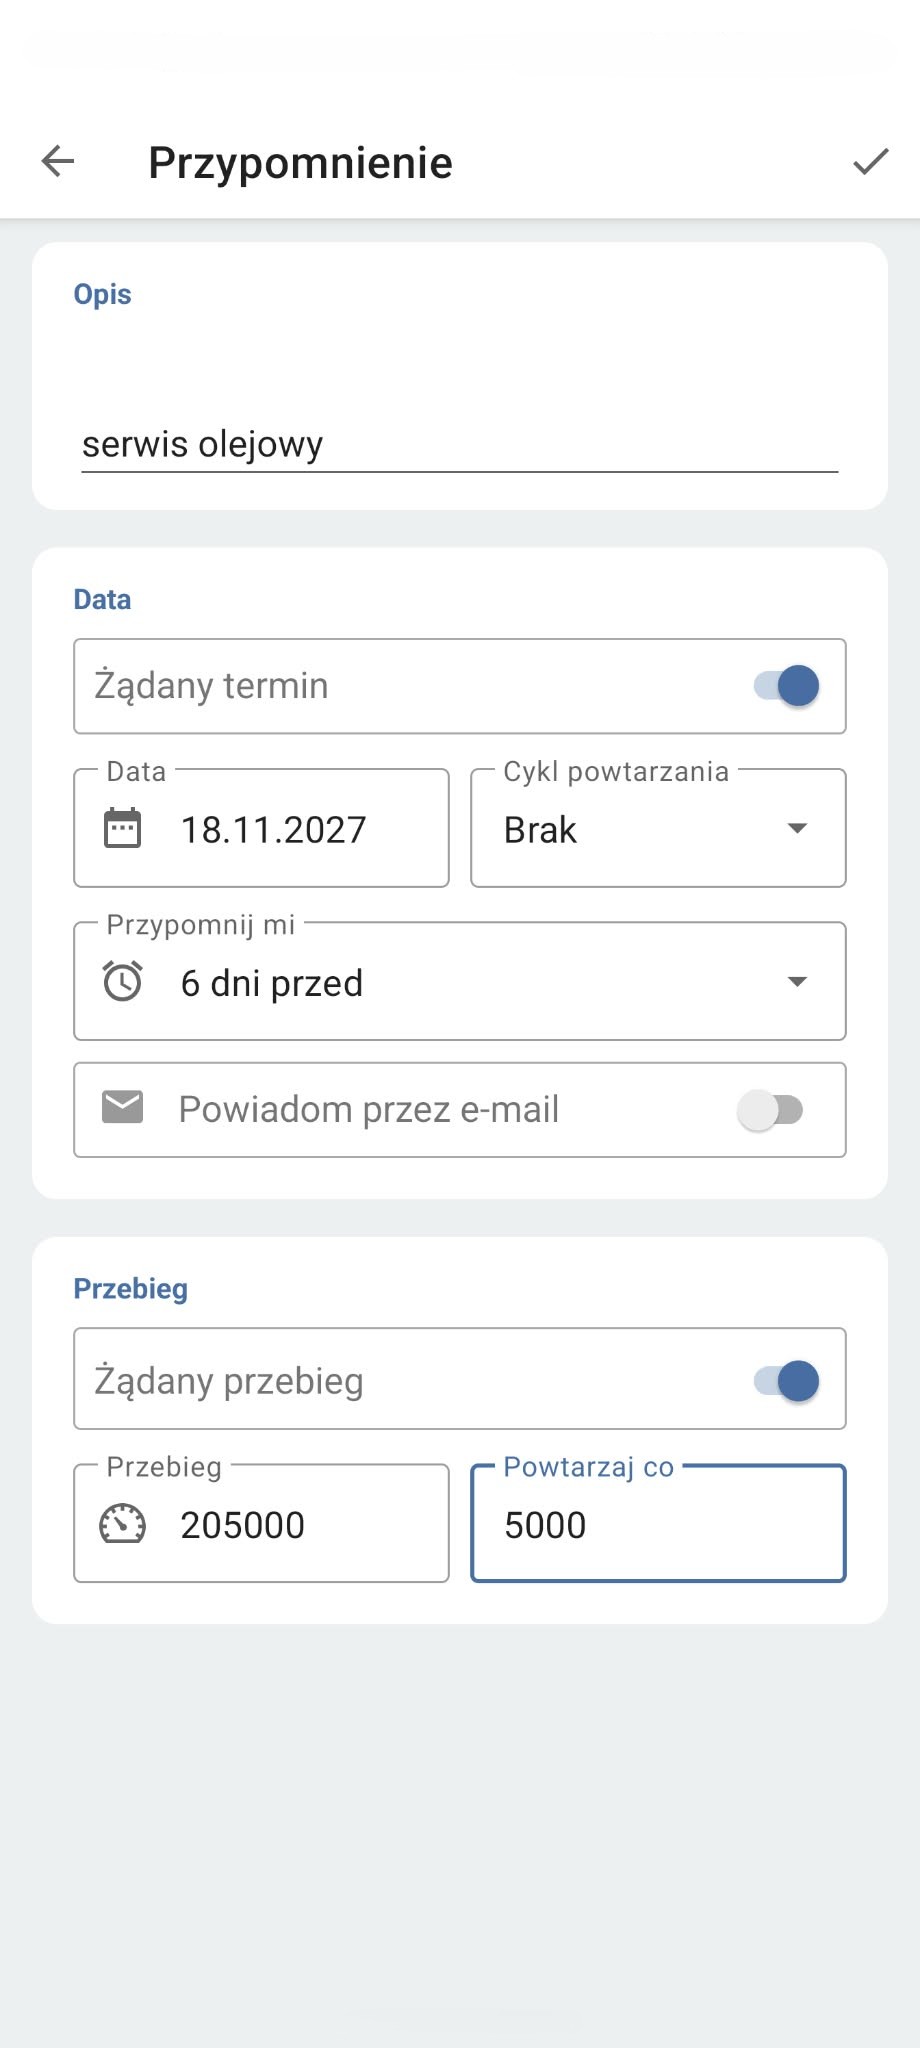 Przypomnienie
Opis
serwis olejowy
Data
Żądany termin
Data
18.11.2027
Cykl powtarzania
Brak
Przypomnij mi
6 dni przed
Powiadom przez e-mail
Przebieg
Żądany przebieg
Przebieg
205000
Powtarzaj co
5000